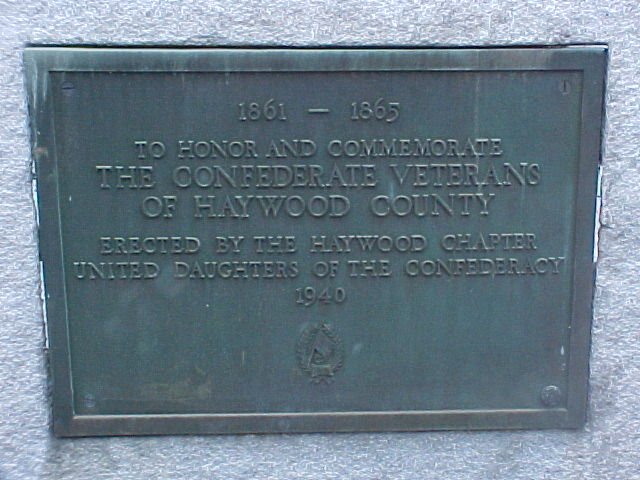 1861 — 1865
TO HONOR AND COMMEMORATE
THE CONFEDERATE VETERANS
OF HAYWOOD COUNTY
ERECTED BY THE HAYWOOD CHAPTER
UNITED DAUGHTERS OF THE CONFEDERACY
1940